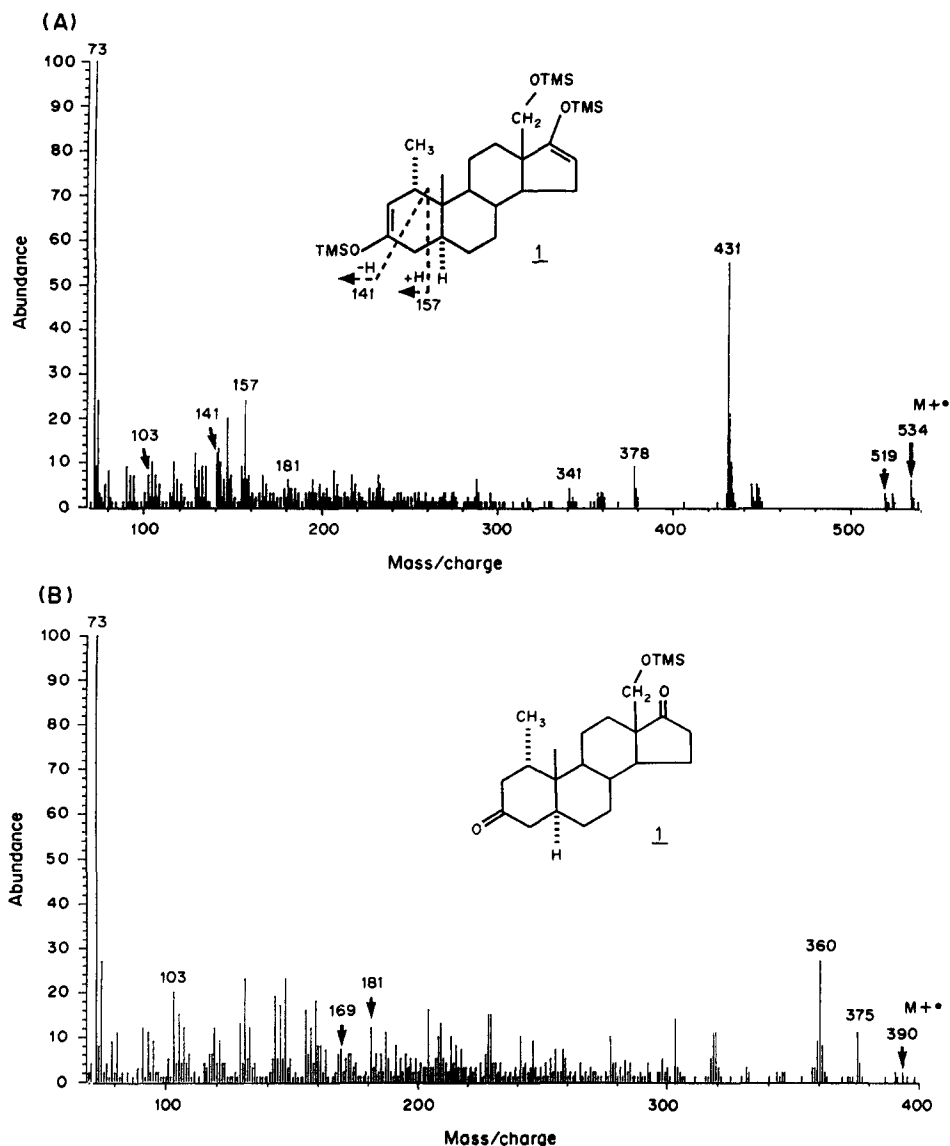 (A)
73
100
90
80
70
60
50
40
30
20
10
0
Abundance
OTMS
OTMS
CH2
CH3
TMSO
H
1
-H
141
+H
157
103
141
157
181
341
378
431
519
534
M+•
100
200
300
400
500
Mass/charge
(B)
73
100
90
80
70
60
50
40
30
20
10
0
Abundance
OTMS
CH2 O
CH3
O
H
1
103
169
181
360
375
390
M+•
100
200
300
400
Mass/charge